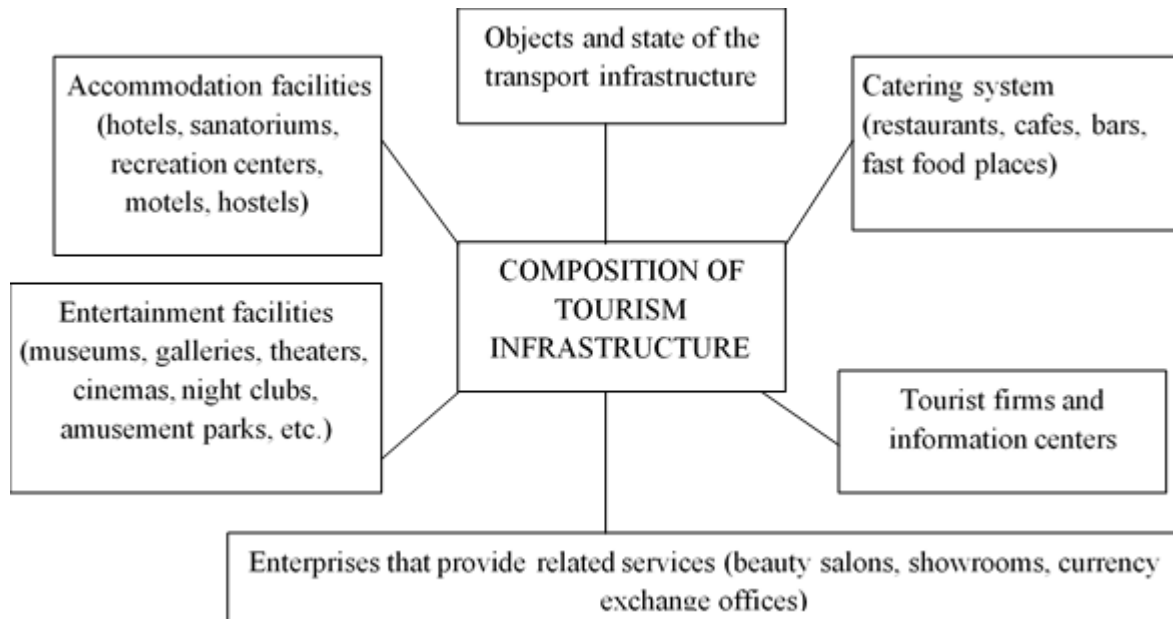 Objects and state of the
transport infrastructure
Accommodation facilities
(hotels, sanatoriums,
recreation centers,
motels, hostels)
Catering system
(restaurants, cafes, bars,
fast food places)
COMPOSITION OF
TOURISM
INFRASTRUCTURE
Entertainment facilities
(museums, galleries, theaters,
cinemas, night clubs,
amusement parks, etc.)
Tourist firms and
information centers
Enterprises that provide related services (beauty salons, showrooms, currency
exchange offices)